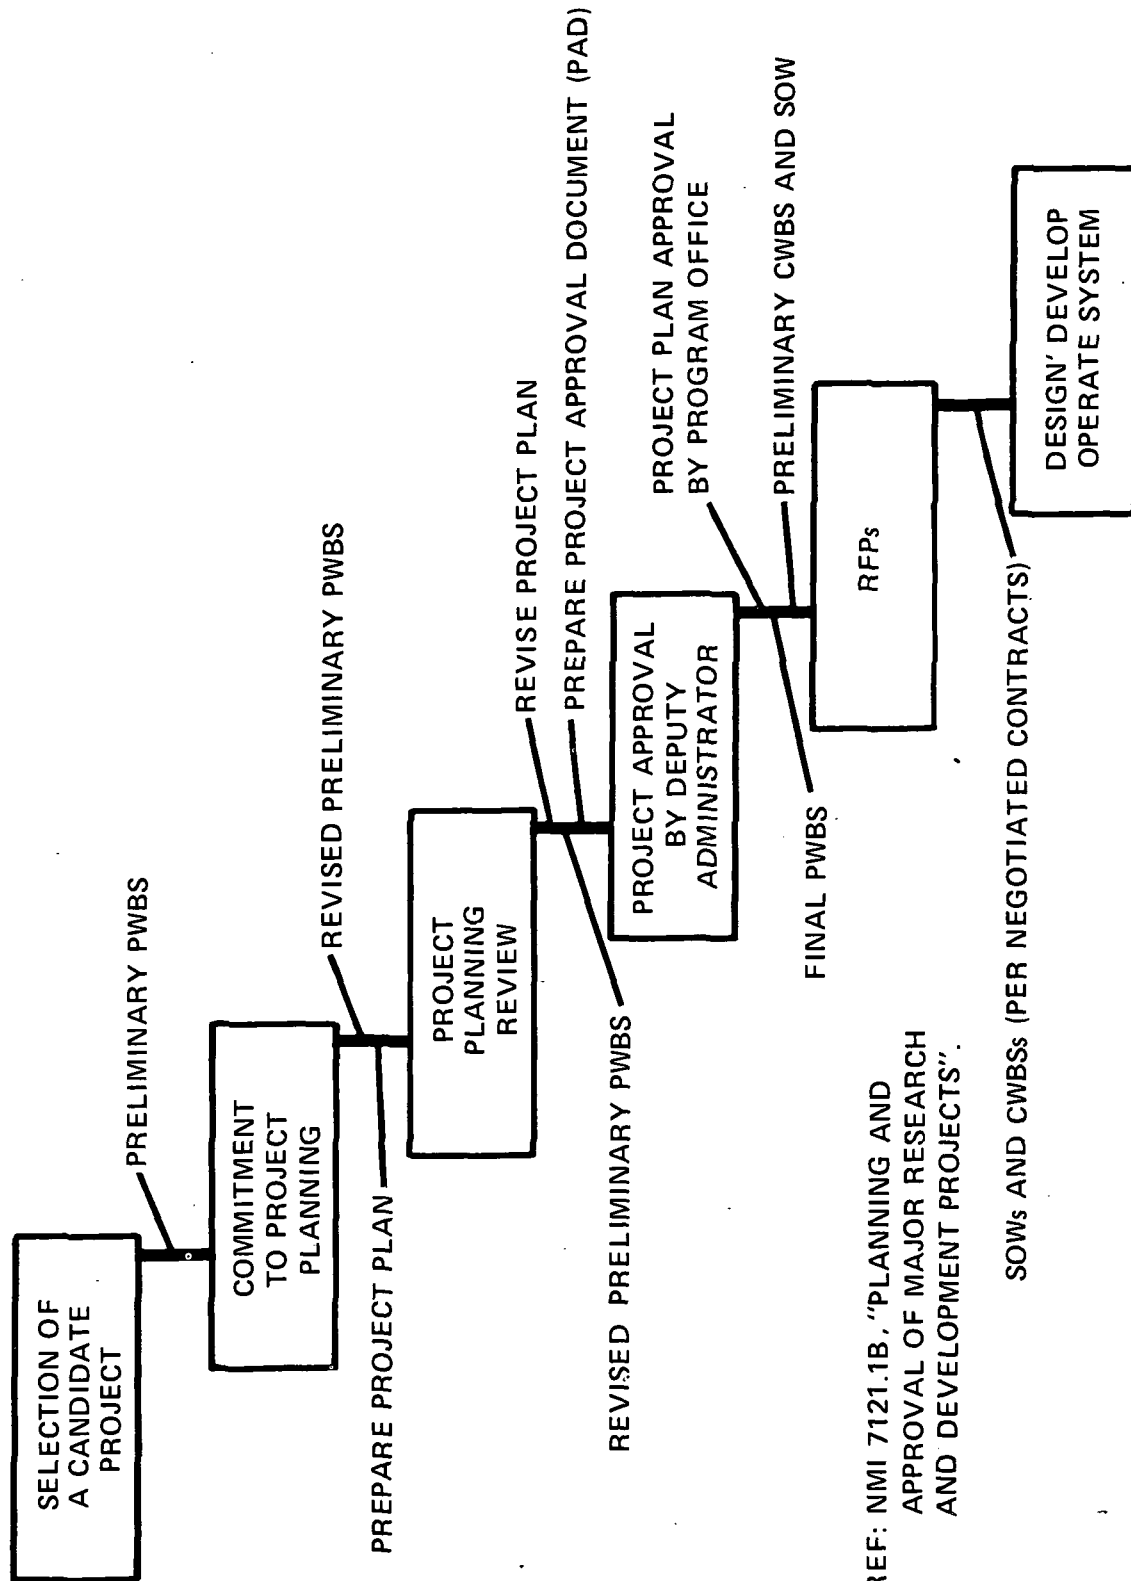 SELECTION OF
A CANDIDATE
PROJECT
PRELIMINARY PWBS
COMMITMENT
TO PROJECT
PLANNING
REVISED PRELIMINARY PWBS
PREPARE PROJECT PLAN
PROJECT
PLANNING
REVIEW
REVISE PROJECT PLAN
PREPARE PROJECT APPROVAL DOCUMENT (PAD)
REVISED PRELIMINARY PWBS
PROJECT APPROVAL
BY DEPUTY
ADMINISTRATOR
PROJECT PLAN APPROVAL
BY PROGRAM OFFICE
PRELIMINARY CWBS AND SOW
FINAL PWBS
RFPs
SOWs AND CWBSs (PER NEGOTIATED CONTRACTS)
DESIGN' DEVELOP
OPERATE SYSTEM
REF: NMI 7121.1B, "PLANNING AND
APPROVAL OF MAJOR RESEARCH
AND DEVELOPMENT PROJECTS".